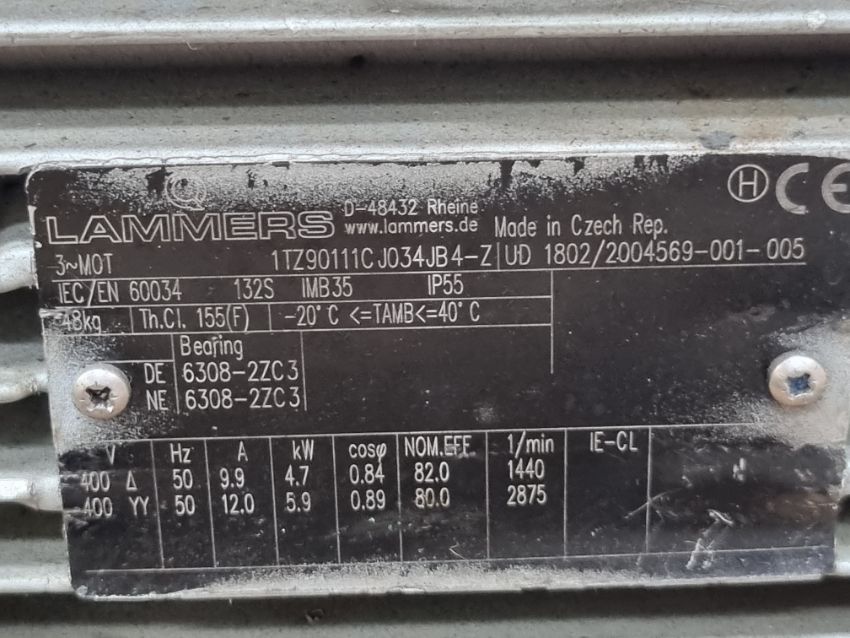 LAMMERS D-48432 Rheine
www.lammers.de Made in Czech Rep.
H CE
3~MOT 1TZ90111CJ034JB4-Z UD 1802/2004569-001-005
IEC/EN 60034 132S IMB35 IP55
48kg Th.Cl. 155(F) -20° C <=TAMB<=40° C
Bearing
DE 6308-2ZC3
NE 6308-2ZC3
V Hz A kW cosφ NOM.EFF 1/min IE-CL
400 Δ 50 9.9 4.7 0.84 82.0 1440
400 YY 50 12.0 5.9 0.89 80.0 2875